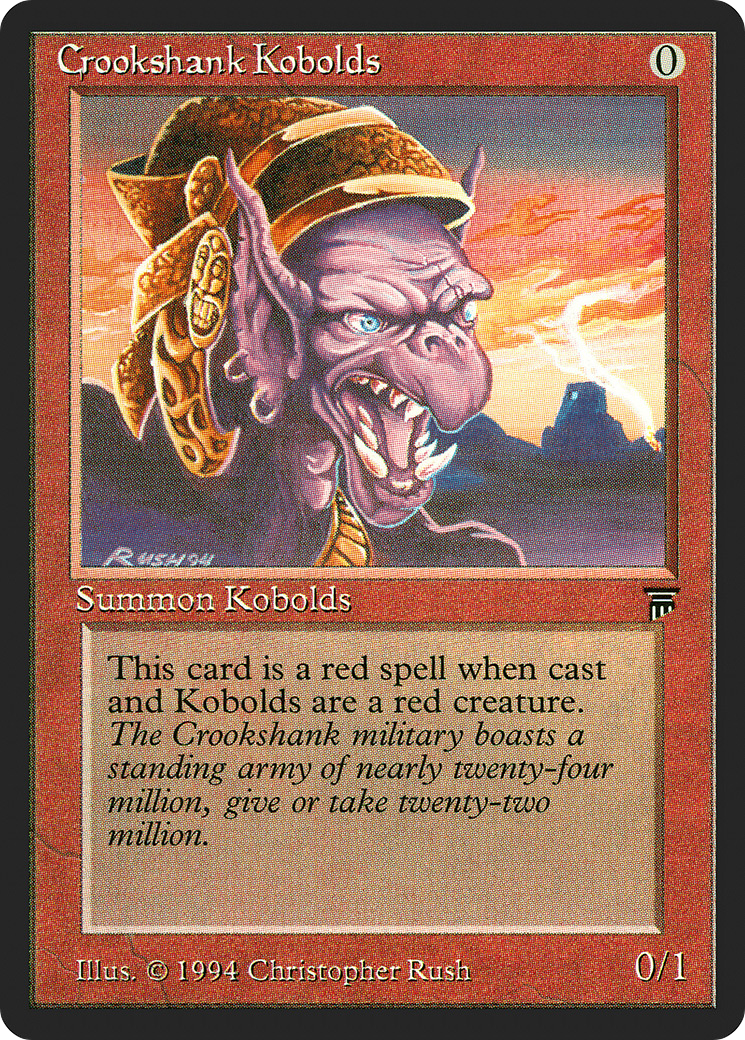 Crookshank Kobolds
0
RUSH 94
Summon Kobolds
This card is a red spell when cast
and Kobolds are a red creature.
The Crookshank military boasts a
standing army of nearly twenty-four
million, give or take twenty-two
million.
Illus. © 1994 Christopher Rush
0/1